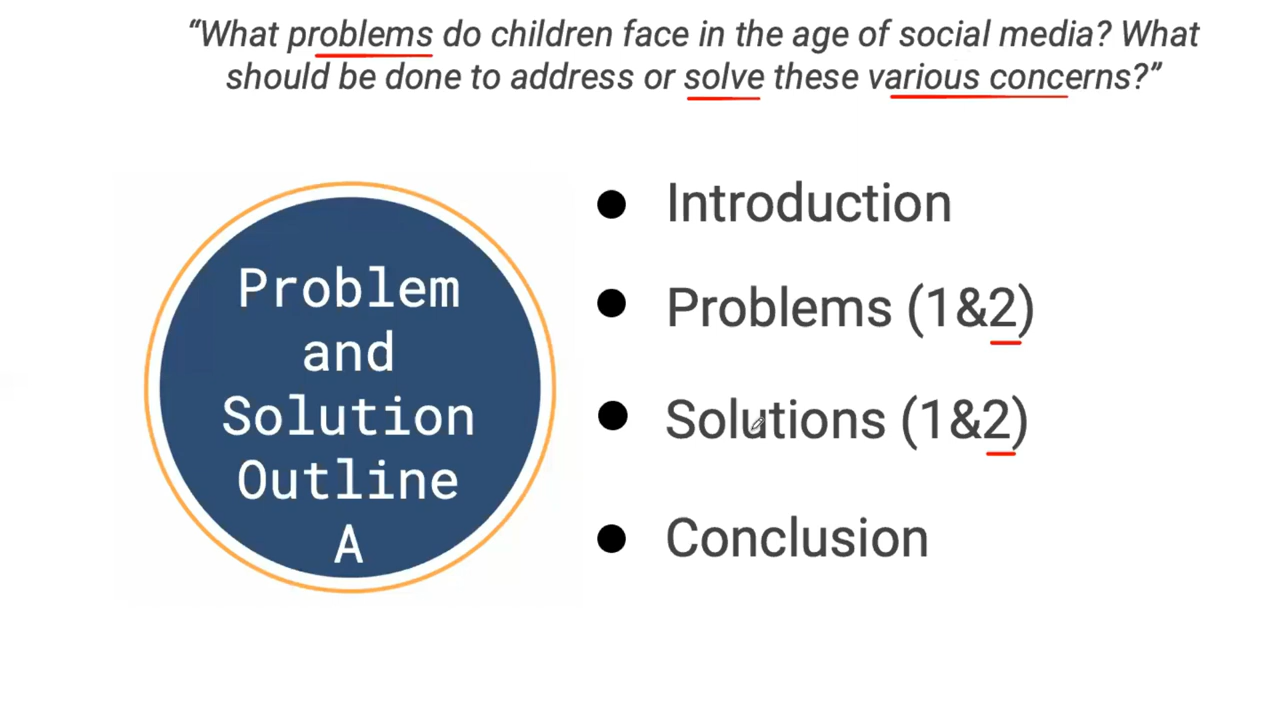 “What problems do children face in the age of social media? What
should be done to address or solve these various concerns?”
Problem
and
Solution
Outline
A
● Introduction
● Problems (1&2)
● Solutions (1&2)
● Conclusion